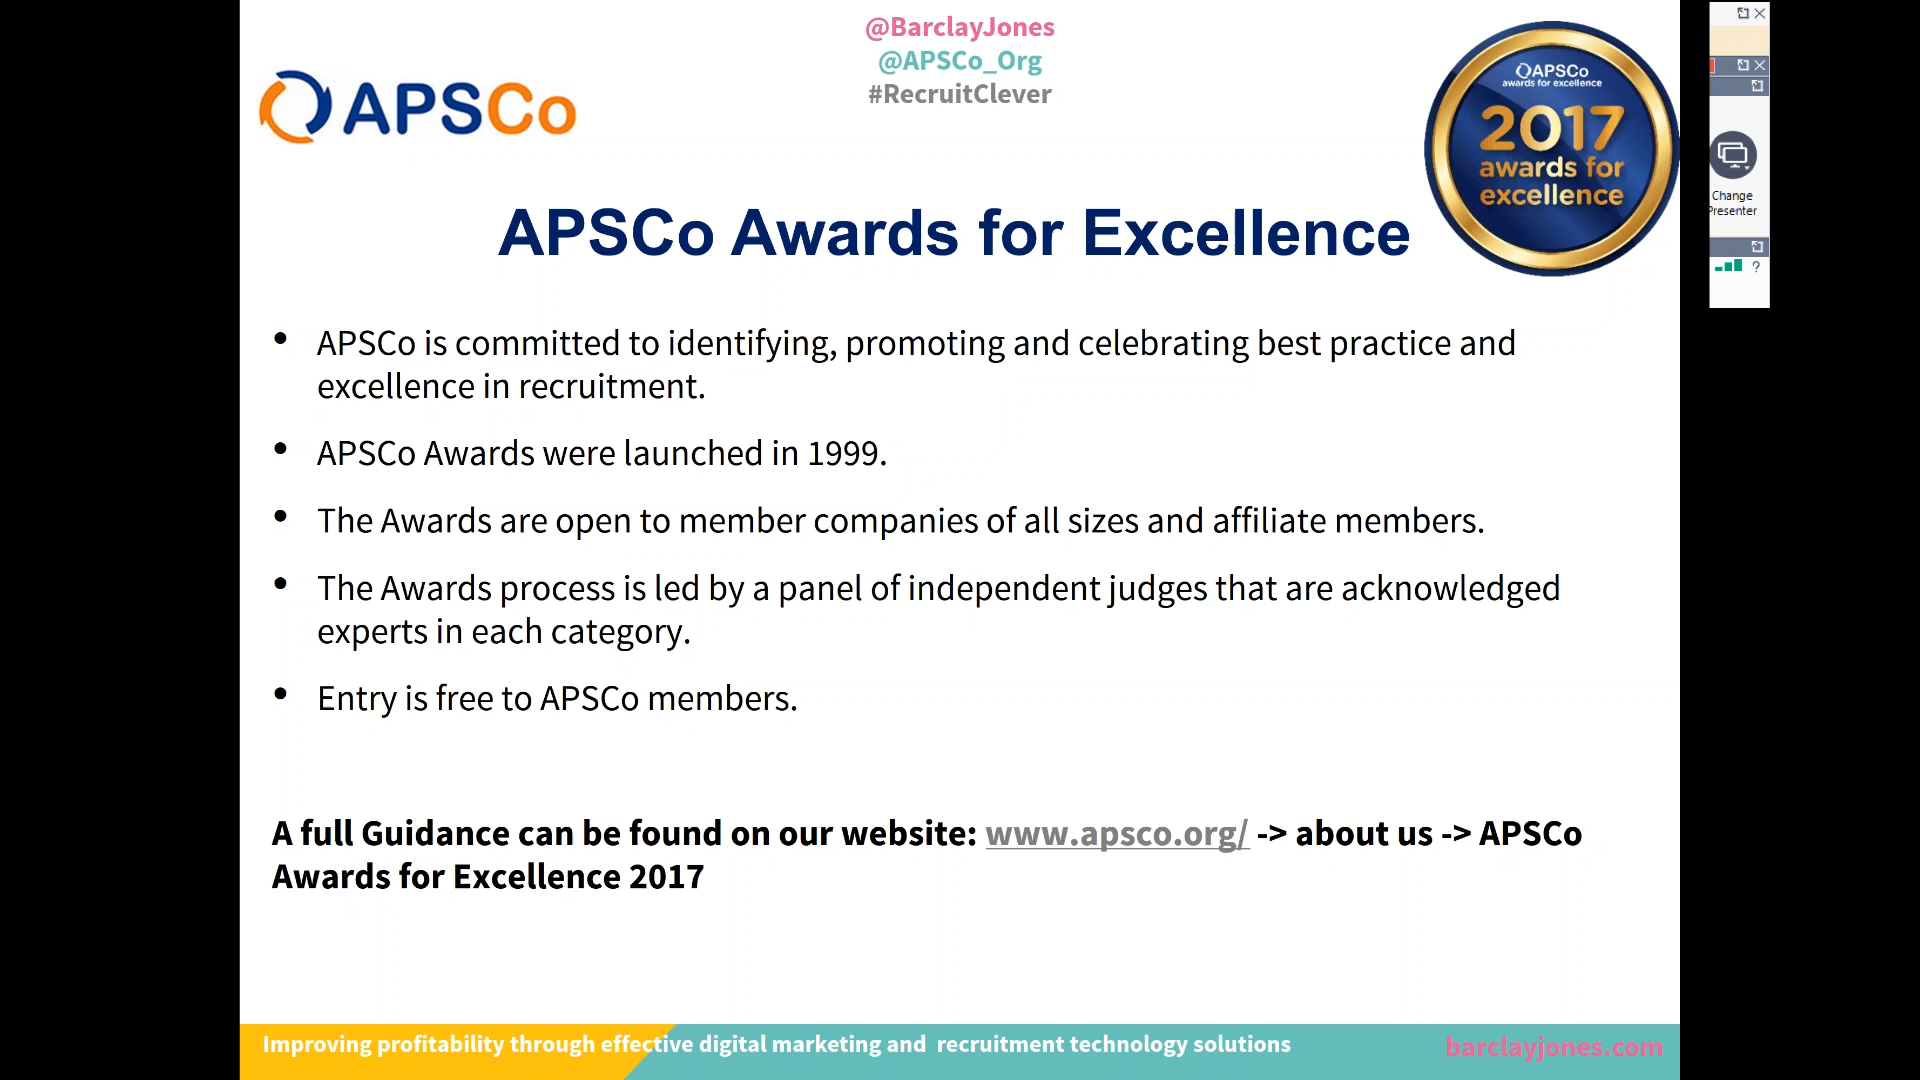 @BarclayJones
@APSCo_Org
#RecruitClever
APSCo
APSCo
awards for excellence
2017
awards for
excellence
Change
Presenter
?
APSCo Awards for Excellence
• APSCo is committed to identifying, promoting and celebrating best practice and
excellence in recruitment.
• APSCo Awards were launched in 1999.
• The Awards are open to member companies of all sizes and affiliate members.
• The Awards process is led by a panel of independent judges that are acknowledged
experts in each category.
• Entry is free to APSCo members.
A full Guidance can be found on our website: www.apsco.org/ -> about us -> APSCo
Awards for Excellence 2017
Improving profitability through effective digital marketing and recruitment technology solutions
barclayjones.com